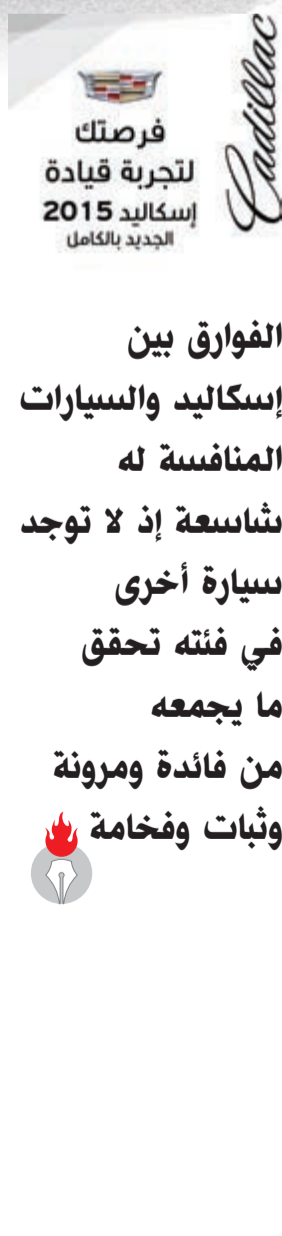 Cadillac
فرصتك
لتجربة قيادة
إسكاليد 2015
الجديد بالكامل
الفوارق بين
إسكاليد والسيارات
المنافسة له
شاسعة إذ لا توجد
سيارة أخرى
في فئته تحقق
ما يجمعه
من فائدة ومرونة
وثبات وفخامة